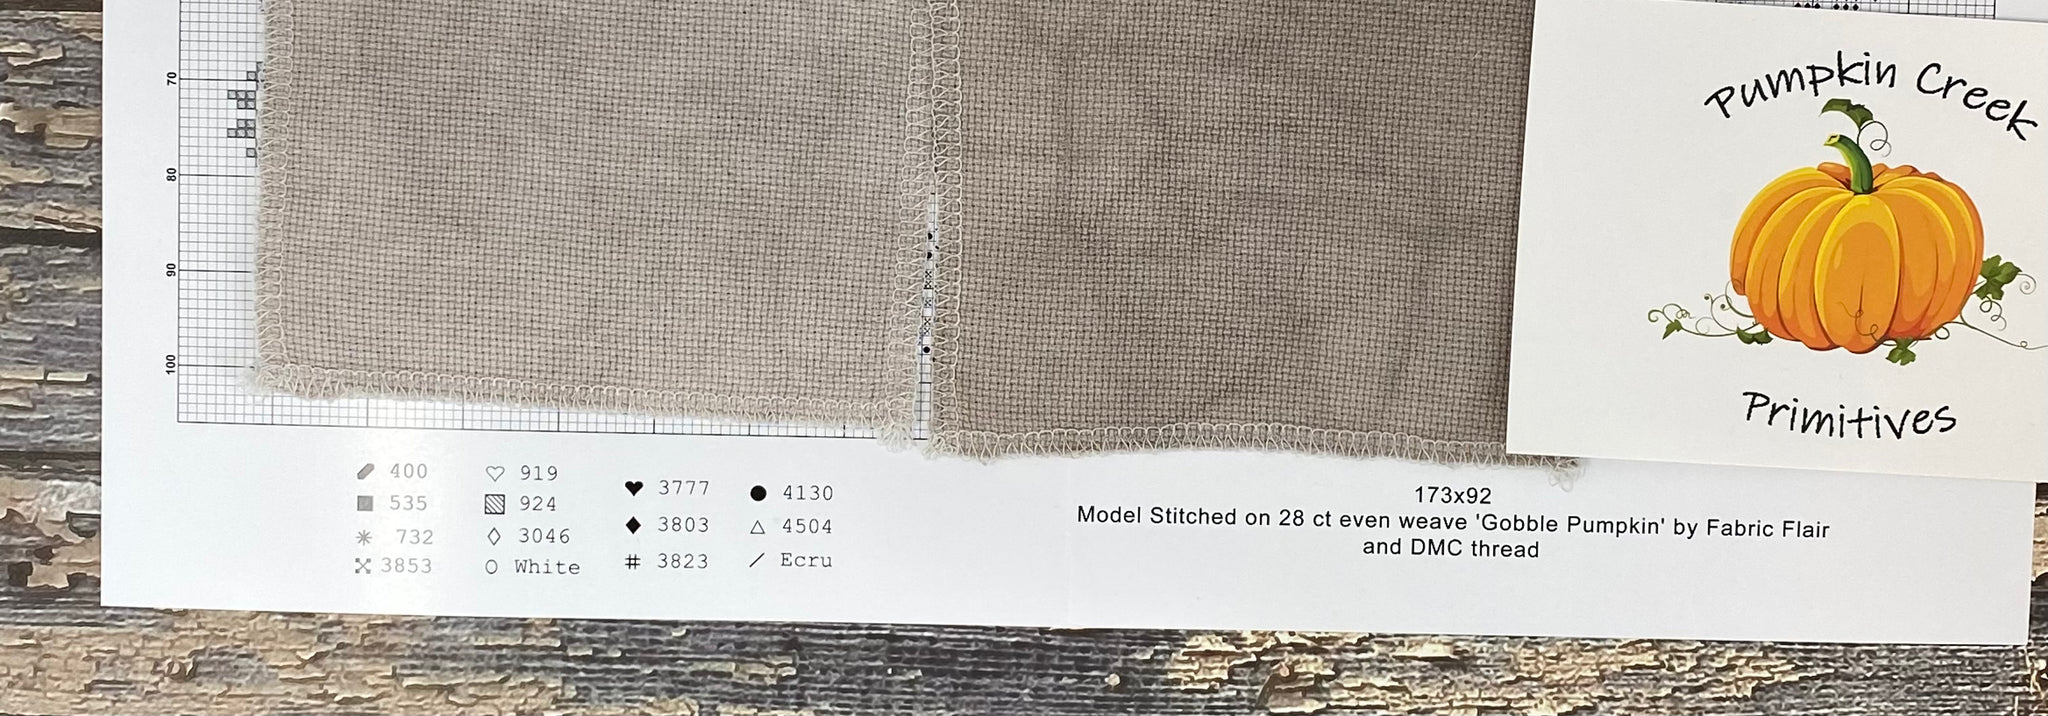 70
80
90
100
Pumpkin Creek
Primitives
400
535
732
3853
919
924
3046
White
3777
3803
3823
4130
4504
Ecru
173x92
Model Stitched on 28 ct even weave 'Gobble Pumpkin' by Fabric Flair
and DMC thread